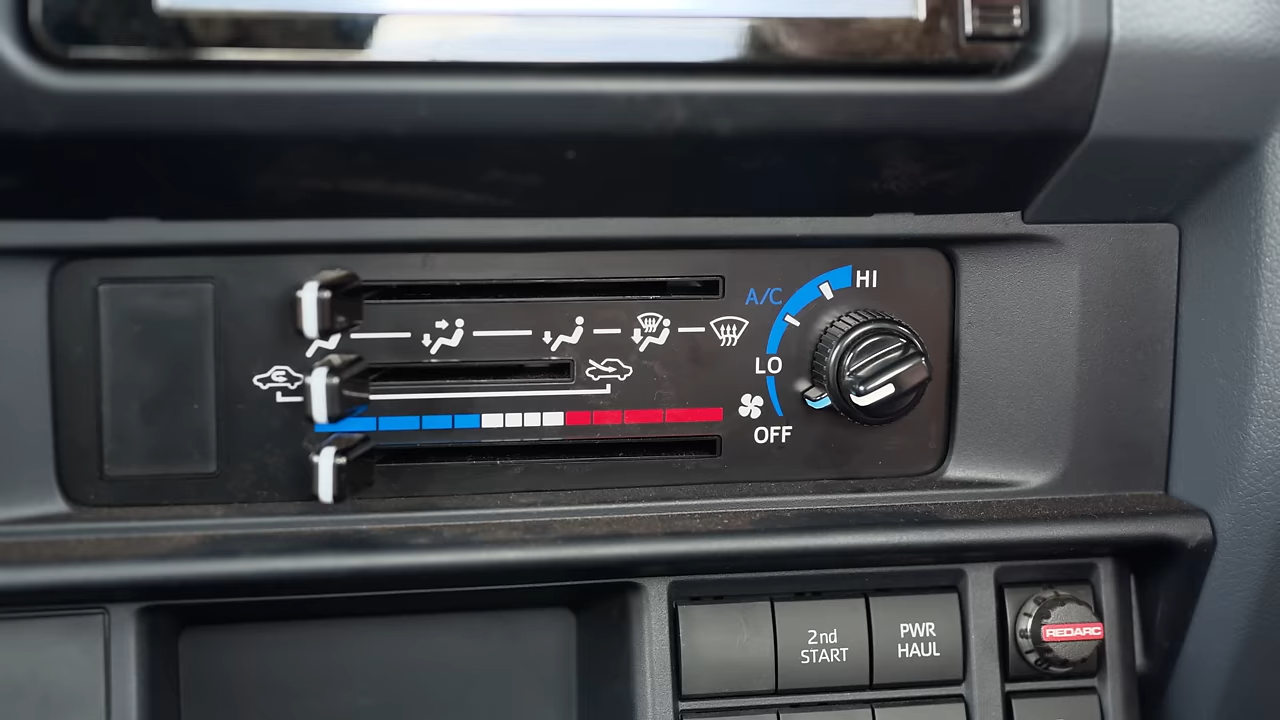 A/C
HI
LO
OFF
2nd
START
PWR
HAUL
REDARC